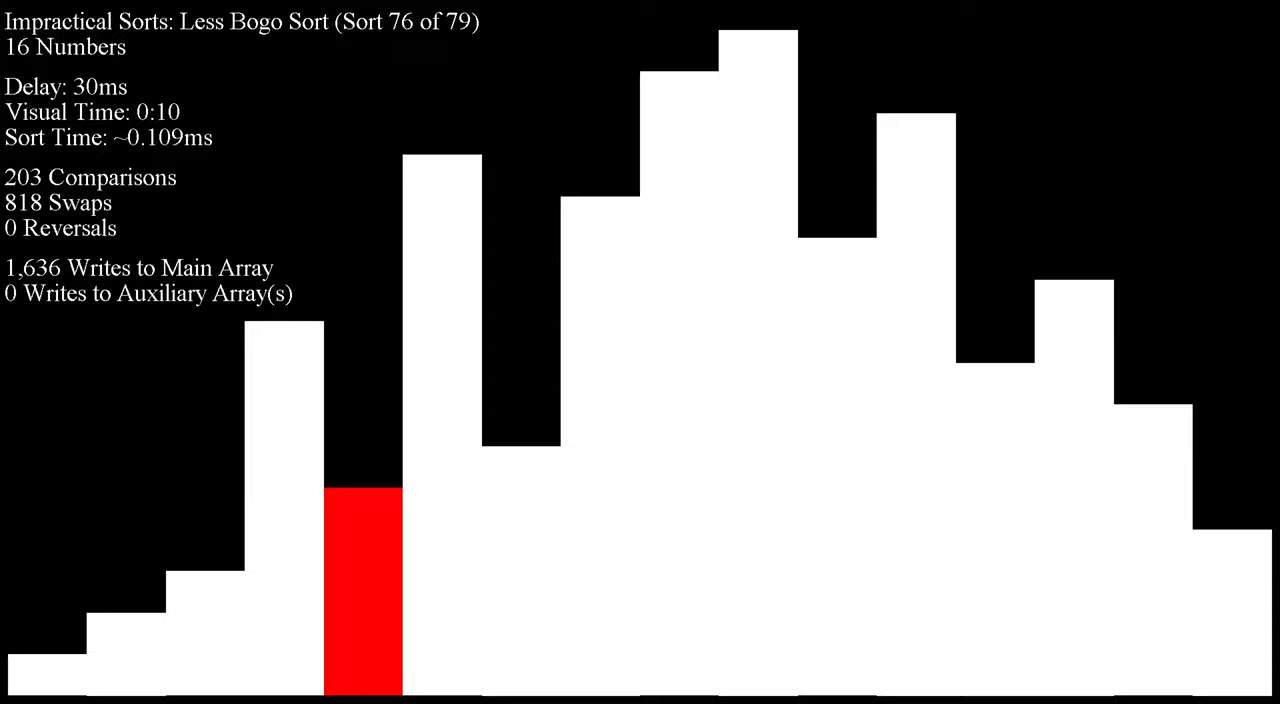 Impractical Sorts: Less Bogo Sort (Sort 76 of 79)
16 Numbers
Delay: 30ms
Visual Time: 0:10
Sort Time: ~0.109ms
203 Comparisons
818 Swaps
0 Reversals
1,636 Writes to Main Array
0 Writes to Auxiliary Array(s)